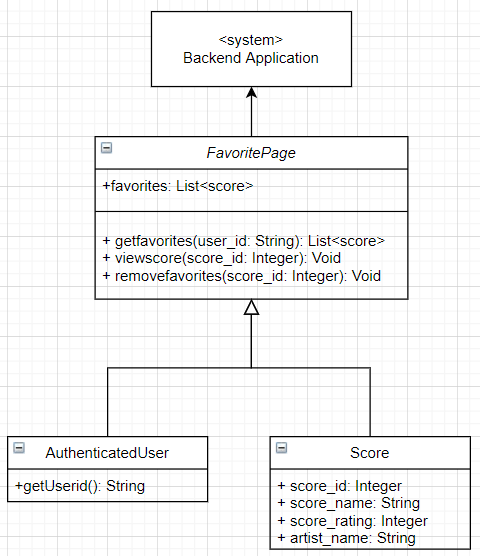 <system>
Backend Application
FavoritePage
+favorites: List<score>
+ getfavorites(user_id: String): List<score>
+ viewscore(score_id: Integer): Void
+ removefavorites(score_id: Integer): Void
AuthenticatedUser
+getUserid(): String
Score
+ score_id: Integer
+ score_name: String
+ score_rating: Integer
+ artist_name: String